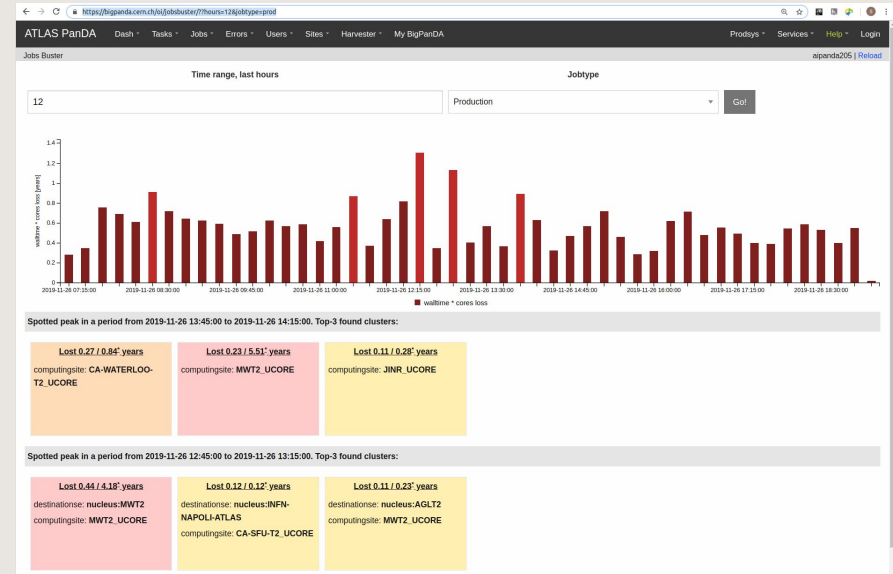 https://bigpanda.cern.ch/oi/jobsbuster/?hours=12&jobtype=prod
ATLAS PanDA Dash Tasks Jobs Errors Users Sites Harvester My BigPanDA Prodsys Services Help Login
Jobs Buster aipanda205 | Reload
Time range, last hours Jobtype
12 Production Go!
walltime * cores loss [years]
1.4
1.2
1
0.8
0.6
0.4
0.2
0
2019-11-26 07:15:00 2019-11-26 08:30:00 2019-11-26 09:45:00 2019-11-26 11:00:00 2019-11-26 12:15:00 2019-11-26 13:30:00 2019-11-26 14:45:00 2019-11-26 16:00:00 2019-11-26 17:15:00 2019-11-26 18:30:00
walltime * cores loss
Spotted peak in a period from 2019-11-26 13:45:00 to 2019-11-26 14:15:00. Top-3 found clusters:
Lost 0.27 / 0.84* years
computingsite: CA-WATERLOO-
T2_UCORE
Lost 0.23 / 5.51* years
computingsite: MWT2_UCORE
Lost 0.11 / 0.28* years
computingsite: JINR_UCORE
Spotted peak in a period from 2019-11-26 12:45:00 to 2019-11-26 13:15:00. Top-3 found clusters:
Lost 0.44 / 4.18* years
destinationse: nucleus:MWT2
computingsite: MWT2_UCORE
Lost 0.12 / 0.12* years
destinationse: nucleus:INFN-
NAPOLI-ATLAS
computingsite: CA-SFU-T2_UCORE
Lost 0.11 / 0.23* years
destinationse: nucleus:AGLT2
computingsite: MWT2_UCORE